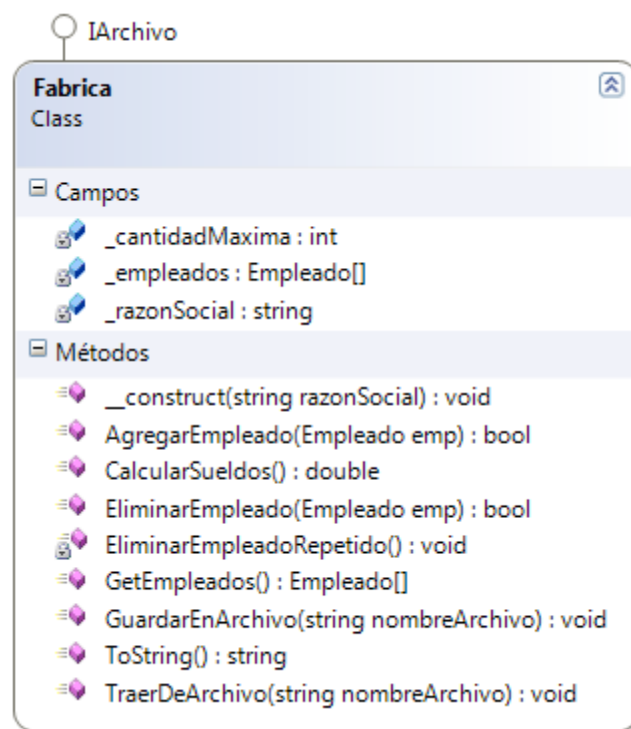 IArchivo
Fabrica
Class
Campos
_cantidadMaxima : int
_empleados : Empleado[]
_razonSocial : string
Métodos
__construct(string razonSocial) : void
AgregarEmpleado(Empleado emp) : bool
CalcularSueldos() : double
EliminarEmpleado(Empleado emp) : bool
EliminarEmpleadoRepetido() : void
GetEmpleados() : Empleado[]
GuardarEnArchivo(string nombreArchivo) : void
ToString() : string
TraerDeArchivo(string nombreArchivo) : void